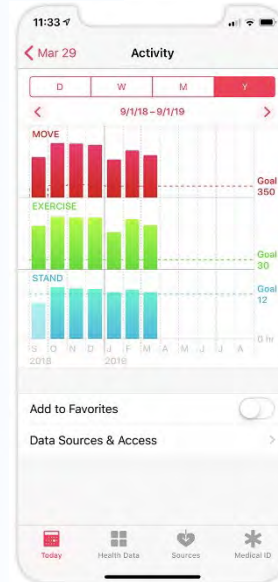 11:33
Mar 29 Activity
D W M Y
9/1/18–9/1/19
MOVE
Goal
350
EXERCISE
Goal
30
STAND
Goal
12
0 hr
S O N D J F M A M J J A
2018 2019
Add to Favorites
Data Sources & Access
Today Health Data Sources Medical ID